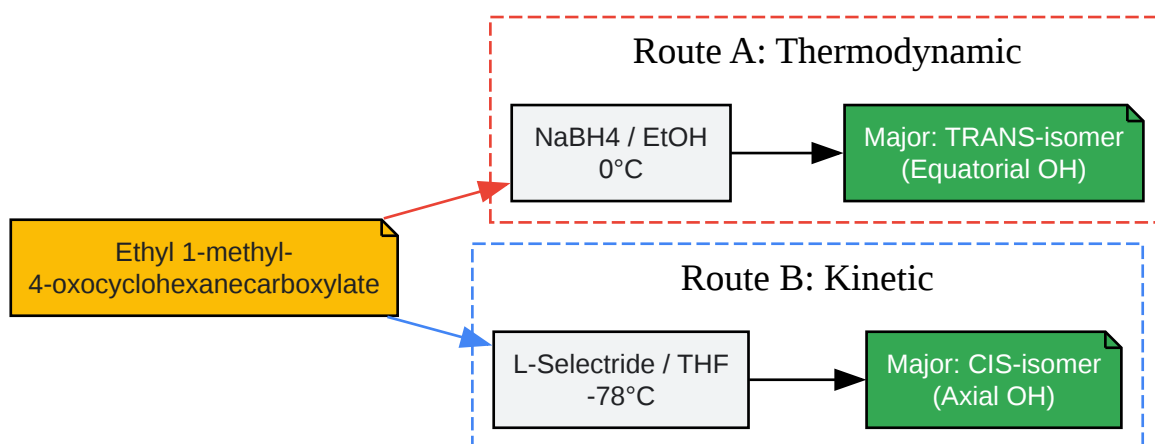 Route A: Thermodynamic
NaBH4 / EtOH
0°C
Major: TRANS-isomer
(Equatorial OH)
Ethyl 1-methyl-
4-oxocyclohexanecarboxylate
Route B: Kinetic
L-Selectride / THF
-78°C
Major: CIS-isomer
(Axial OH)